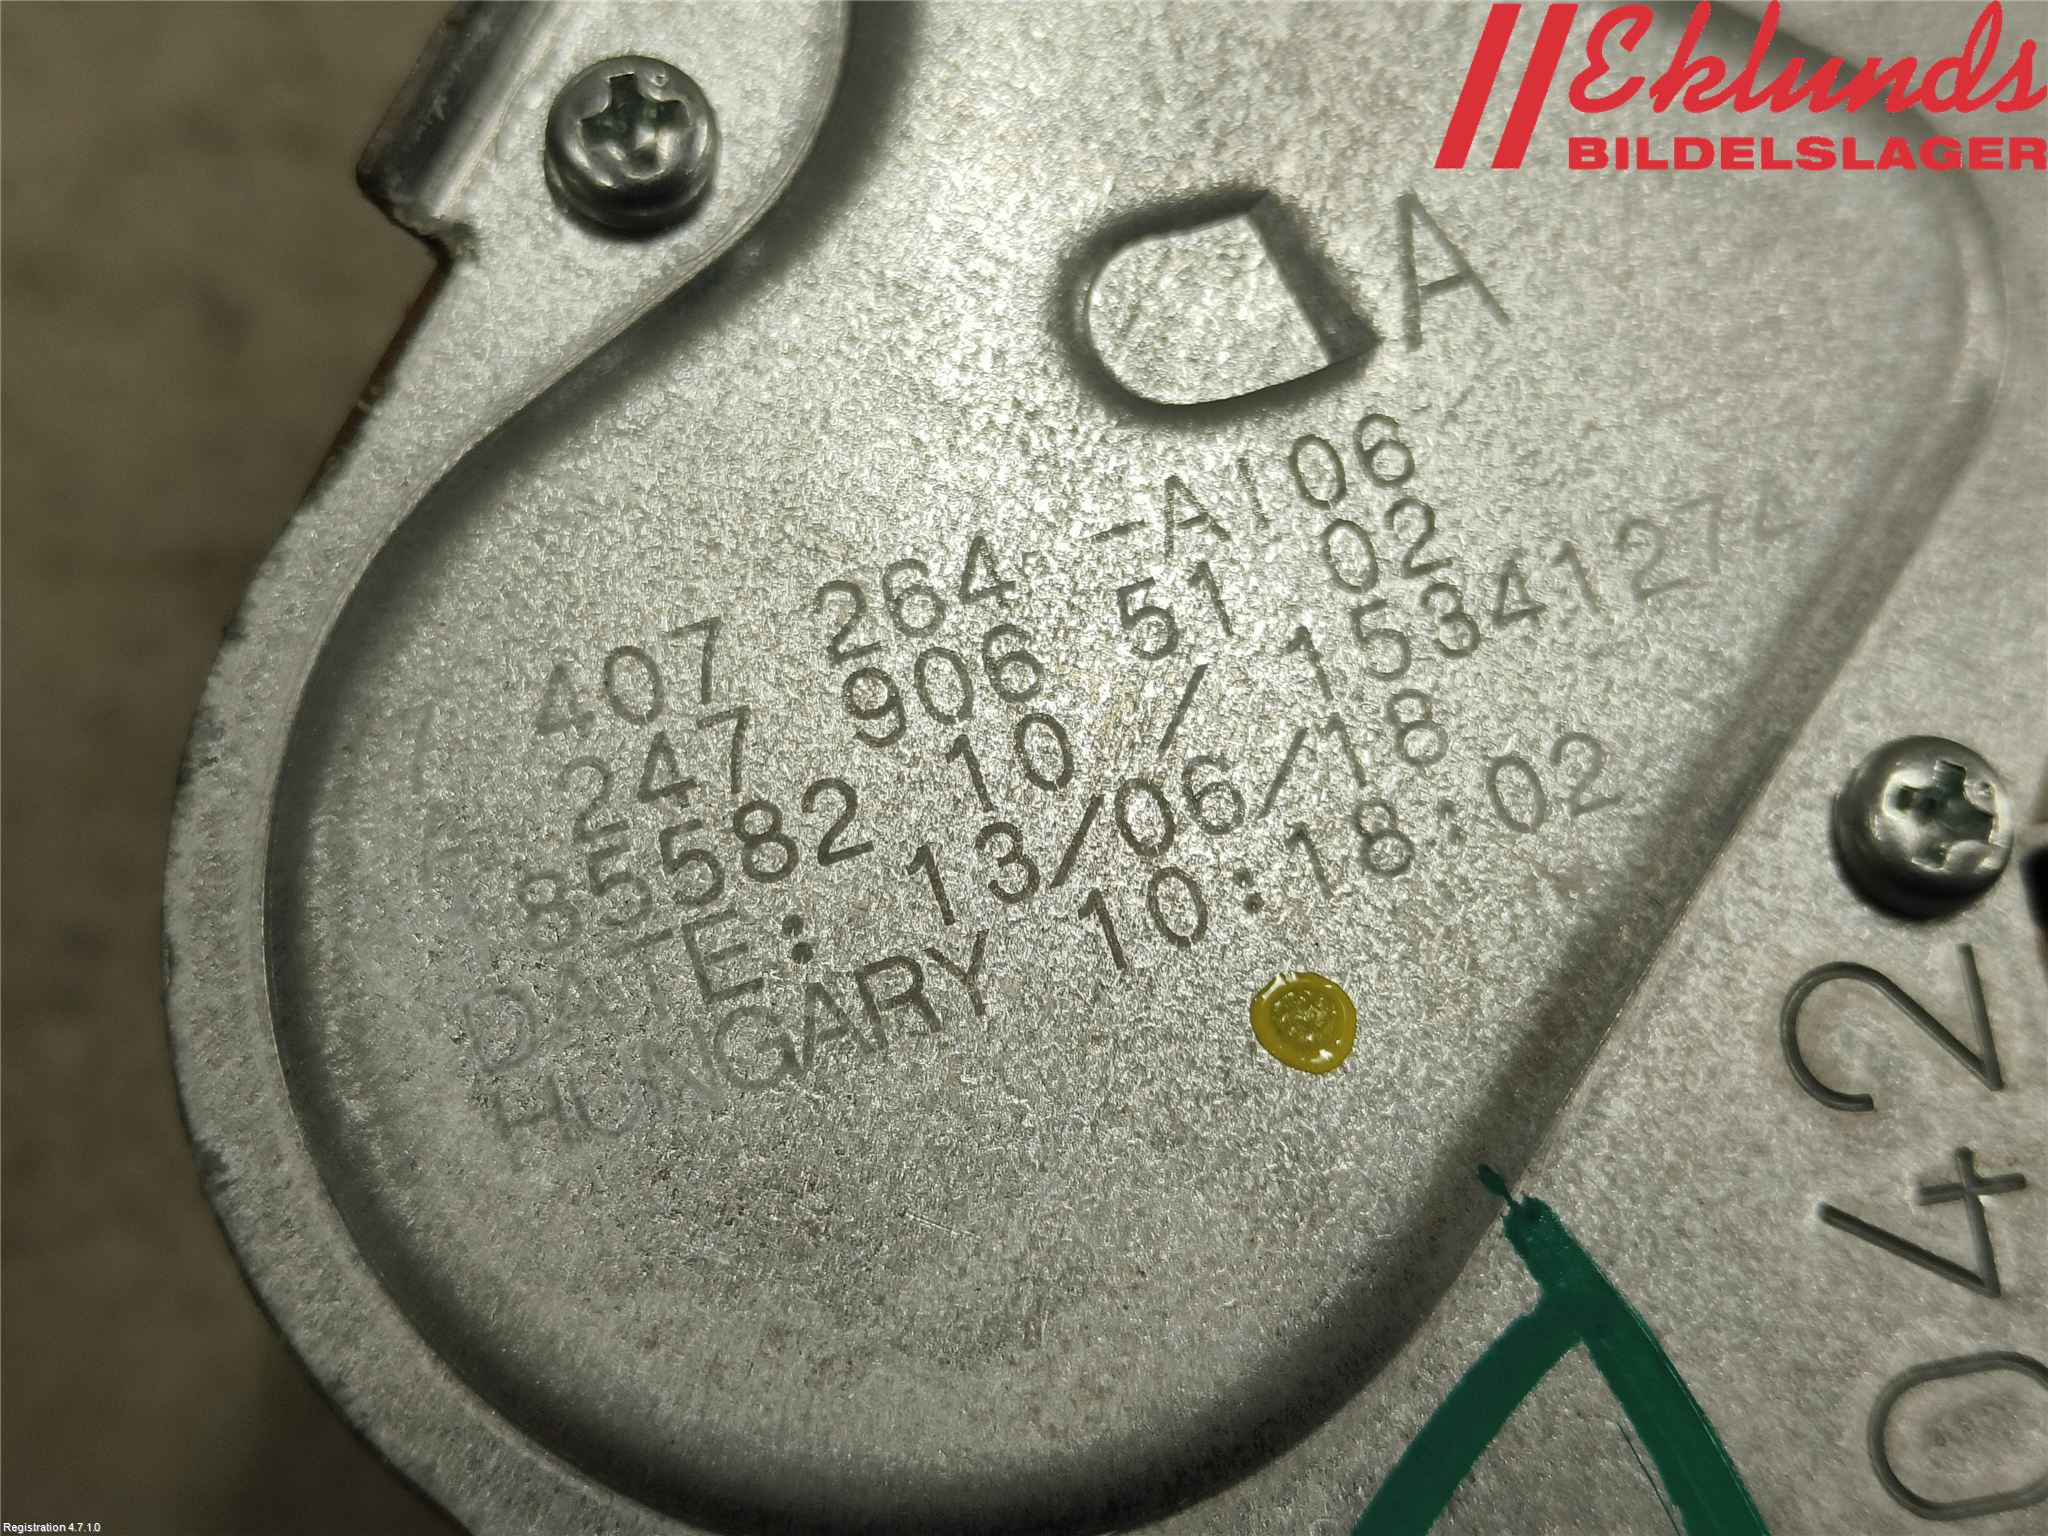 Eklunds
BILDELSLAGER
A
407 264 -A106
A 247 906 51 02
85582 10 / 15341274
DATE: 13/06/18
HUNGARY 10:18:02
042
Registration 4.7.1.0